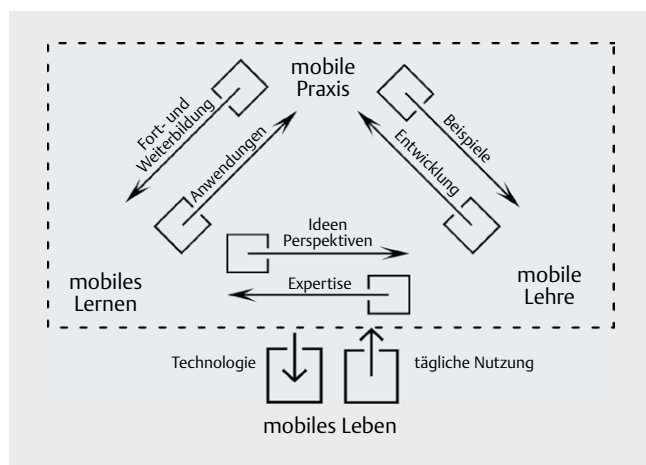 mobile
Praxis
Fort- und
Weiterbildung
Anwendungen
Beispiele
Entwicklung
Ideen
Perspektiven
Expertise
mobiles
Lernen
mobile
Lehre
Technologie
tägliche Nutzung
mobiles Leben